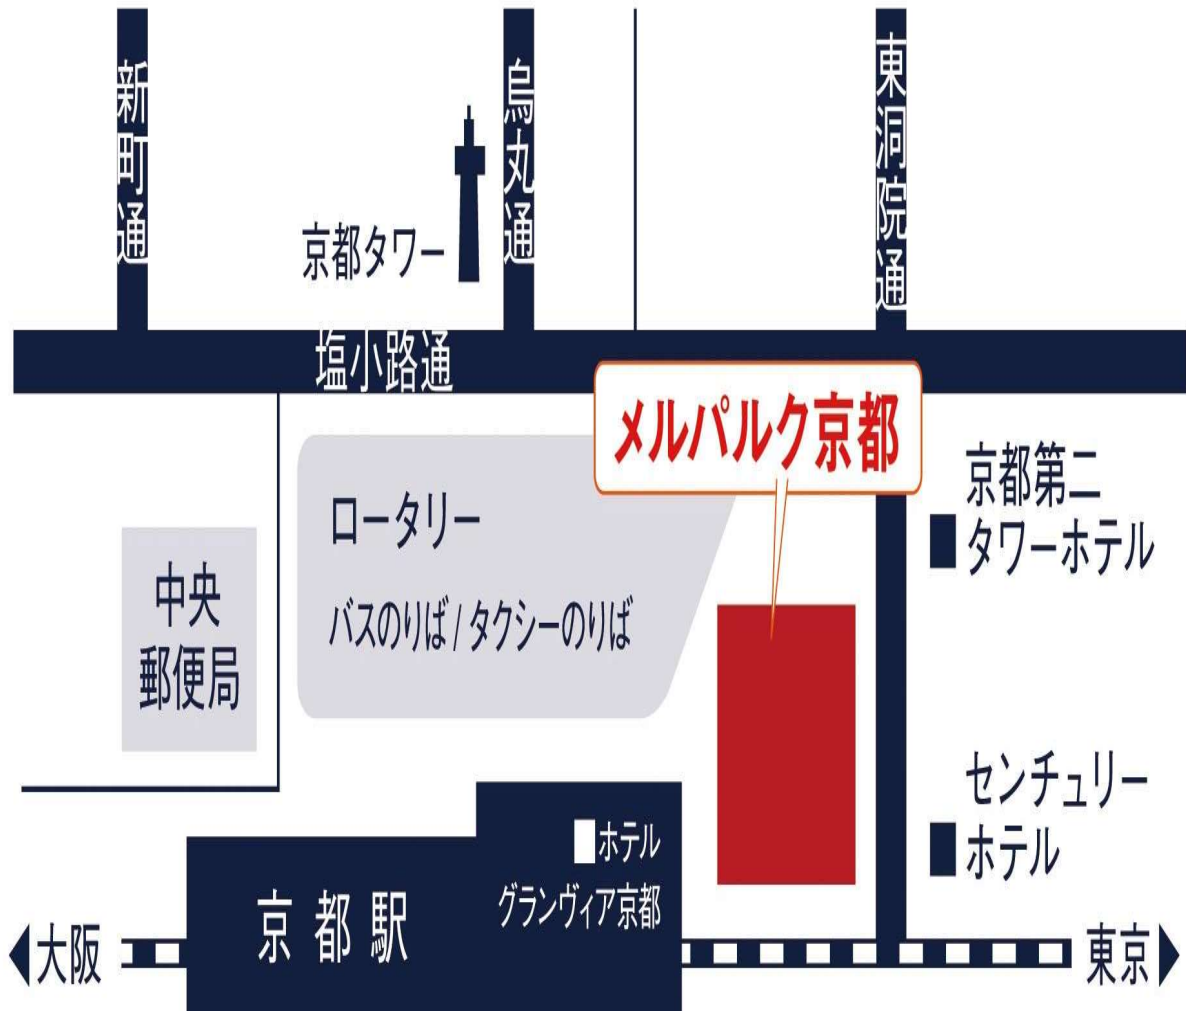 新町通
烏丸通
東洞院通
京都タワー
塩小路通
メルパルク京都
京都第二
タワーホテル
ロータリー
バスのりば / タクシーのりば
中央
郵便局
センチュリー
ホテル
ホテル
グランヴィア京都
京都駅
大阪
東京